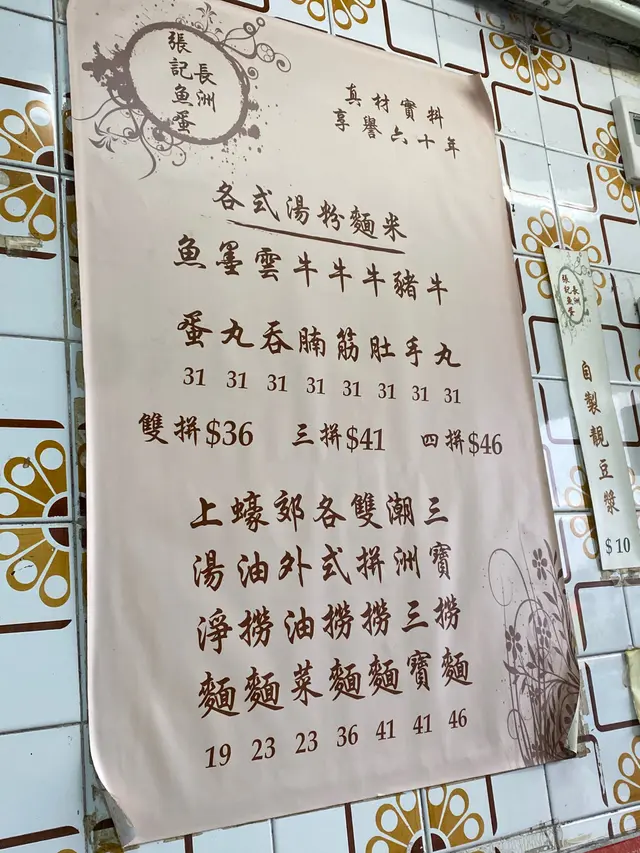 長洲
張記魚蛋
真材實料
享譽六十年
各式湯粉麵米
魚蛋 31
墨丸 31
雲吞 31
牛腩 31
牛筋 31
牛肚 31
豬手 31
牛丸 31
雙拼$36 三拼$41 四拼$46
上湯淨麵 19
蠔油撈麵 23
郊外油菜 23
各式撈麵 36
雙拼撈麵 41
潮洲三寶 41
三寶撈麵 46
長洲
張記魚蛋
自製靚豆漿
$10